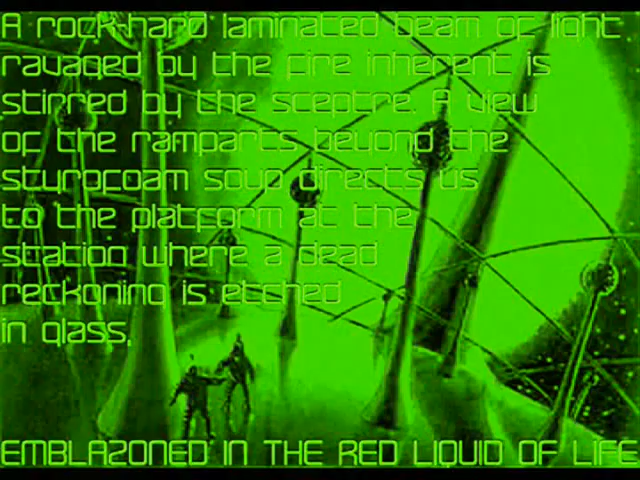 A rock-hard laminated beam of light
ravaged by the fire inherent is
stirred by the sceptre. A view
of the ramparts beyond the
styrofoam soup directs us
to the platform at the
station where a dead
reckoning is etched
in glass,
EMBLAZONED IN THE RED LIQUID OF LiFE